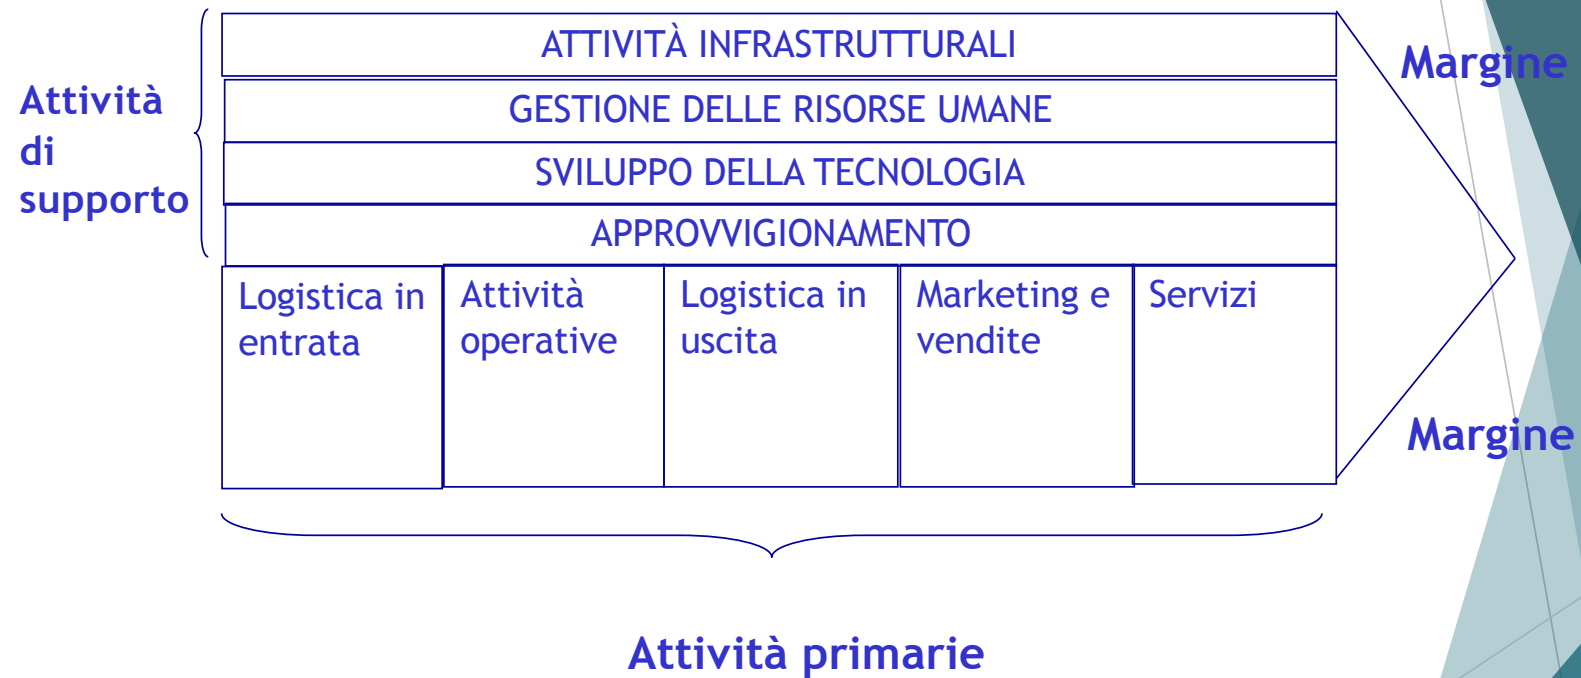 ATTIVITÀ INFRASTRUTTURALI
Margine
Attività
di
supporto
GESTIONE DELLE RISORSE UMANE
SVILUPPO DELLA TECNOLOGIA
APPROVVIGIONAMENTO
Logistica in
entrata
Attività
operative
Logistica in
uscita
Marketing e
vendite
Servizi
Margine
Attività primarie